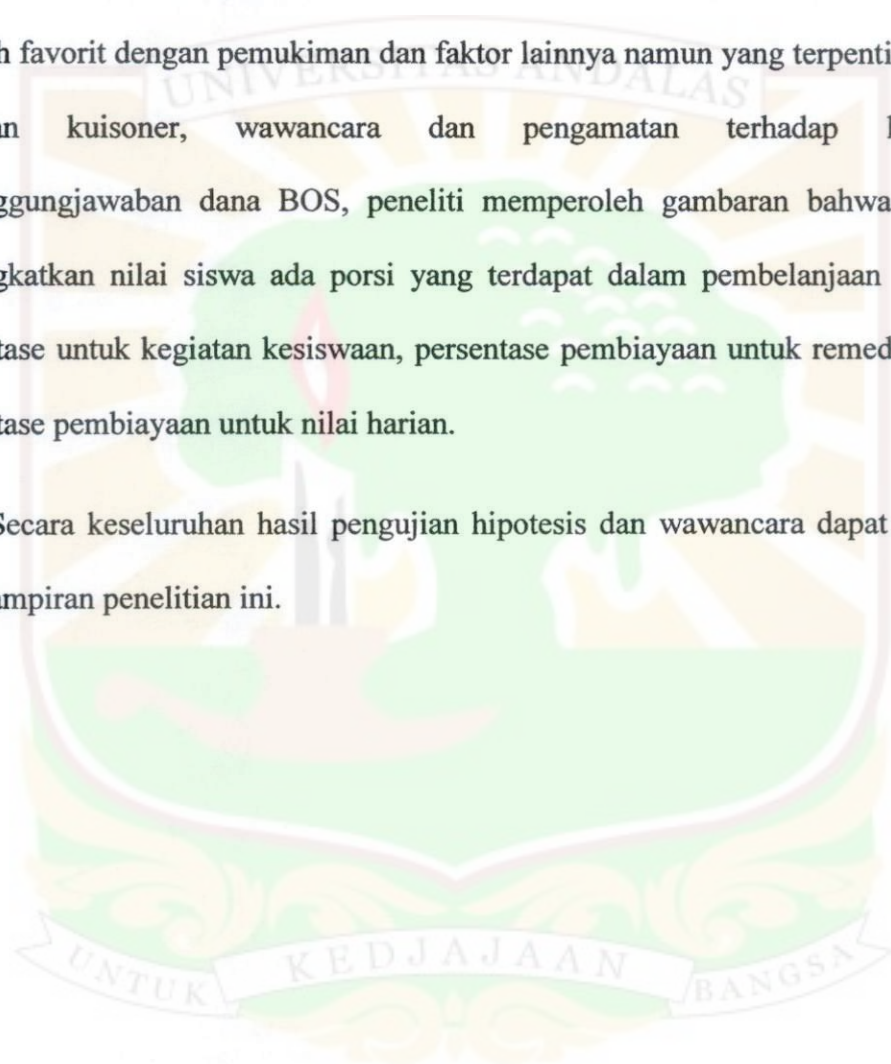 h favorit dengan pemukiman dan faktor lainnya namun yang terpenti
UNIVERSITAS ANDALAS
an kuisoner, wawancara dan pengamatan terhadap
ggungjawaban dana BOS, peneliti memperoleh gambaran bahwa
gkatkan nilai siswa ada porsi yang terdapat dalam pembelanjaan
tase untuk kegiatan kesiswaan, persentase pembiayaan untuk remed
tase pembiayaan untuk nilai harian.
Secara keseluruhan hasil pengujian hipotesis dan wawancara dapat
mpiran penelitian ini.
UNTUK KEDJAJAAN BANGSA